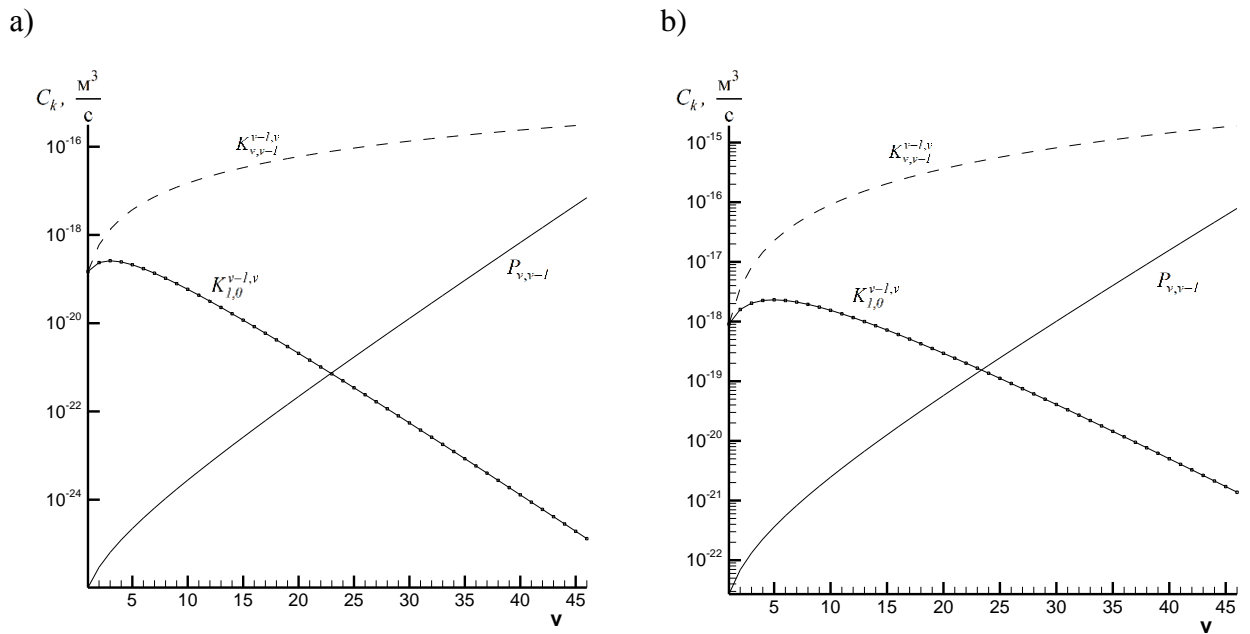 a)
b)
C_k, м^3/с
10^-16
10^-18
10^-20
10^-22
10^-24
K_{v,v-1}^{v-1,v}
P_{v,v-1}
K_{1,0}^{v-1,v}
5 10 15 20 25 30 35 40 45
v
C_k, м^3/с
10^-15
10^-16
10^-17
10^-18
10^-19
10^-20
10^-21
10^-22
K_{v,v-1}^{v-1,v}
P_{v,v-1}
K_{1,0}^{v-1,v}
5 10 15 20 25 30 35 40 45
v